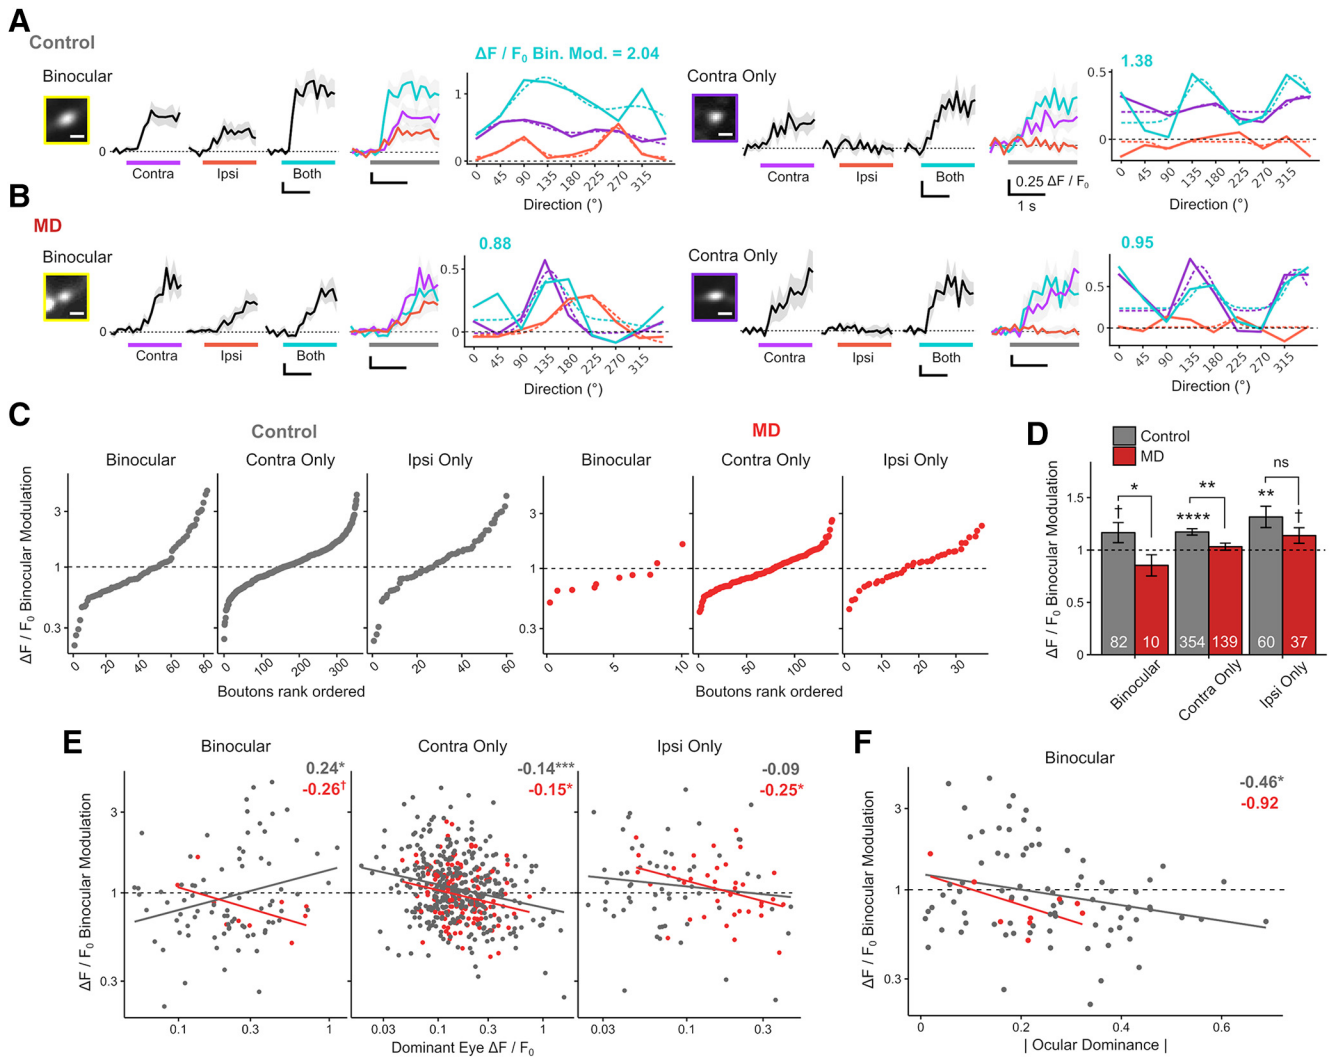 A
Control
Binocular
0
Contra
Ipsi
Both
ΔF / F0 Bin. Mod. = 2.04
1
0
0
45
90
135
180
225
270
315
Direction (°)
Contra Only
0
Contra
Ipsi
Both
0.25 ΔF / F0
1 s
1.38
0.5
0
0
45
90
135
180
225
270
315
Direction (°)
B
MD
Binocular
0
Contra
Ipsi
Both
0.88
0.5
0
0
45
90
135
180
225
270
315
Direction (°)
Contra Only
0
Contra
Ipsi
Both
0.95
0.5
0
0
45
90
135
180
225
270
315
Direction (°)
C
Control
MD
Binocular
Contra Only
Ipsi Only
Binocular
Contra Only
Ipsi Only
ΔF / F0 Binocular Modulation
3
1
0.3
0
20
40
60
80
0
100
200
300
0
20
40
60
3
1
0.3
0
5
10
0
50
100
0
10
20
30
Boutons rank ordered
Boutons rank ordered
D
Control
MD
ΔF / F0 Binocular Modulation
1.5
1
0.5
0
*
†
**
****
ns
**
†
82
10
354
139
60
37
Binocular
Contra Only
Ipsi Only
E
Binocular
Contra Only
Ipsi Only
0.24*
-0.26†
-0.14***
-0.15*
-0.09
-0.25*
ΔF / F0 Binocular Modulation
3
1
0.3
0.1
0.3
1
0.03
0.1
0.3
1
0.03
0.1
0.3
Dominant Eye ΔF / F0
F
Binocular
-0.46*
-0.92
ΔF / F0 Binocular Modulation
3
1
0.3
0
0.2
0.4
0.6
| Ocular Dominance |